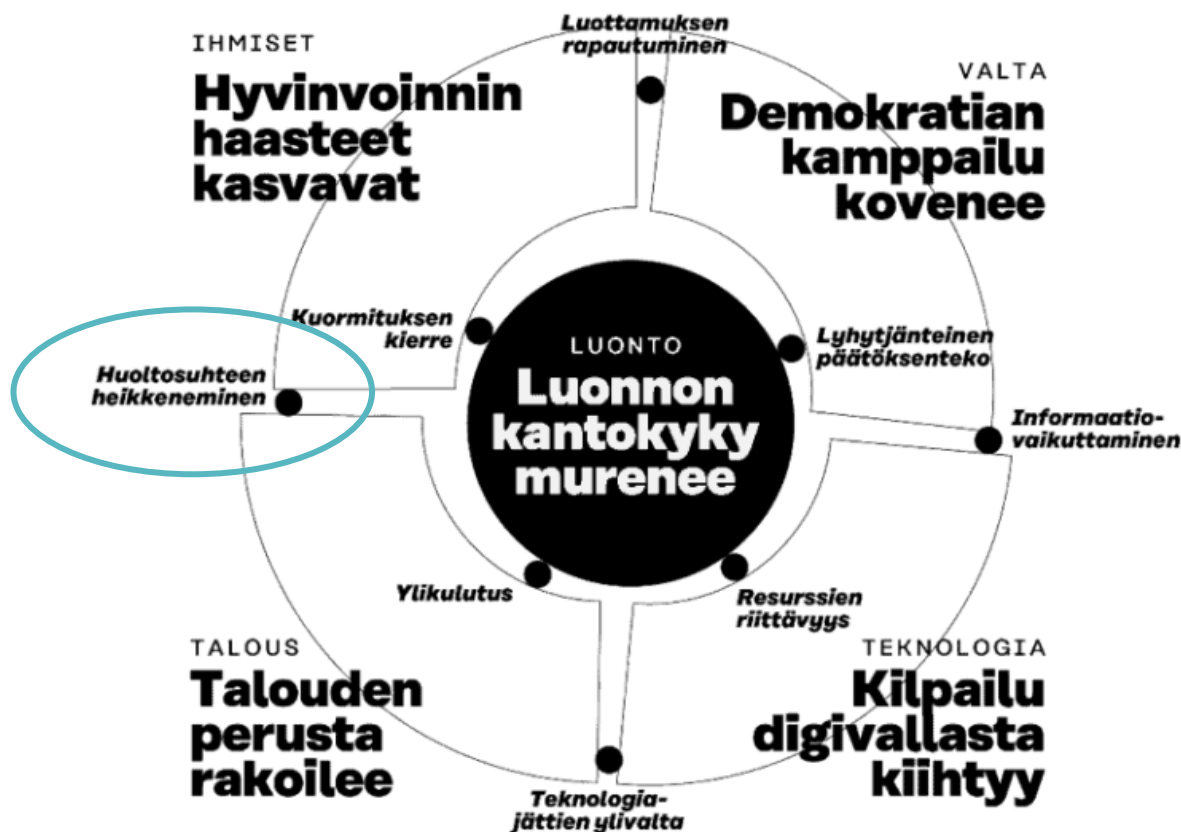 Luottamuksen
rapautuminen
IHMISET
Hyvinvoinnin
haasteet
kasvavat
VALTA
Demokratian
kamppailu
kovenee
Kuormituksen
kierre
Lyhytjänteinen
päätöksenteko
LUONTO
Luonnon
kantokyky
murenee
Huoltosuhteen
heikkeneminen
Informaatio-
vaikuttaminen
Ylikulutus
Resurssien
riittävyys
TALOUS
Talouden
perusta
rakoilee
TEKNOLOGIA
Kilpailu
digivallasta
kiihtyy
Teknologia-
jättien ylivalta